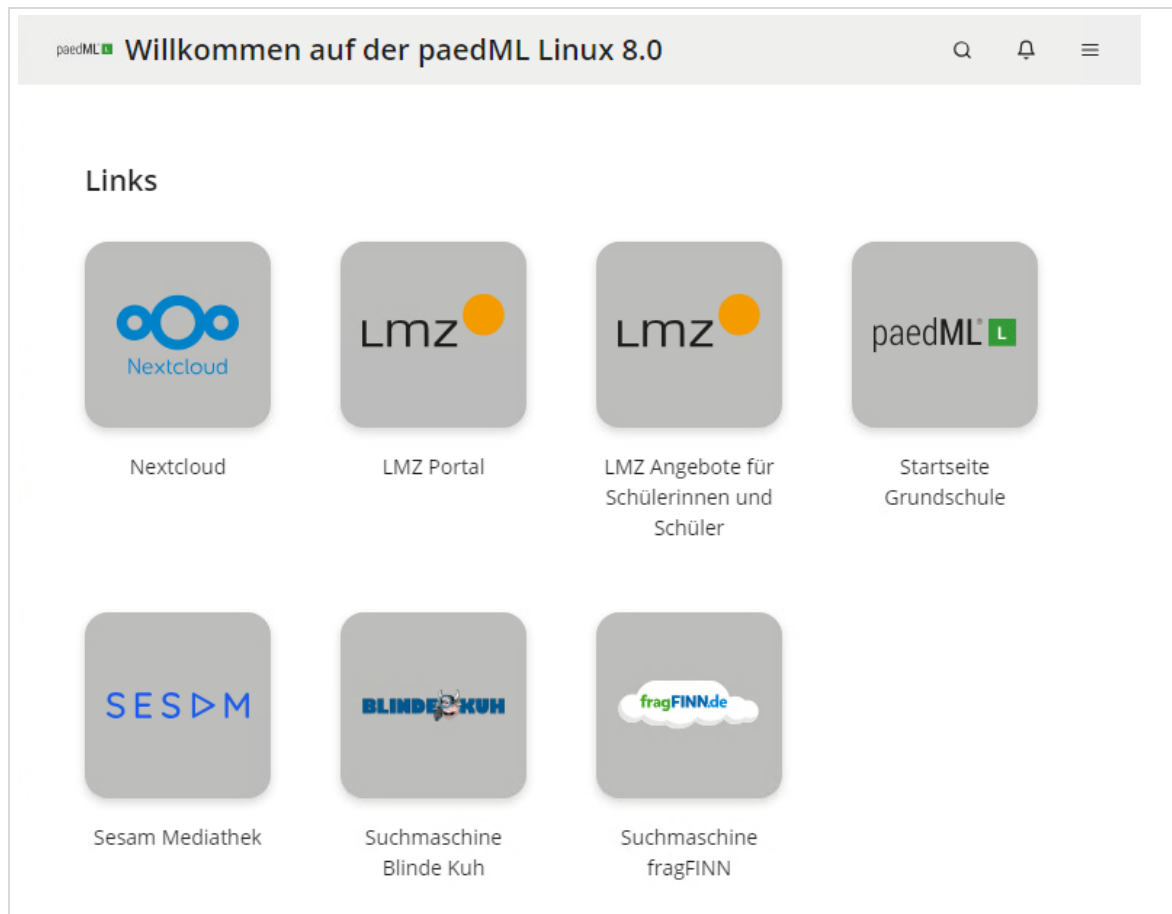 paedML L Willkommen auf der paedML Linux 8.0
Links
Nextcloud
LMZ
LMZ
paedML® L
Nextcloud
LMZ Portal
LMZ Angebote für
Schülerinnen und
Schüler
Startseite
Grundschule
SESAM
BLINDE KUH
fragFINN.de
Sesam Mediathek
Suchmaschine
Blinde Kuh
Suchmaschine
fragFINN